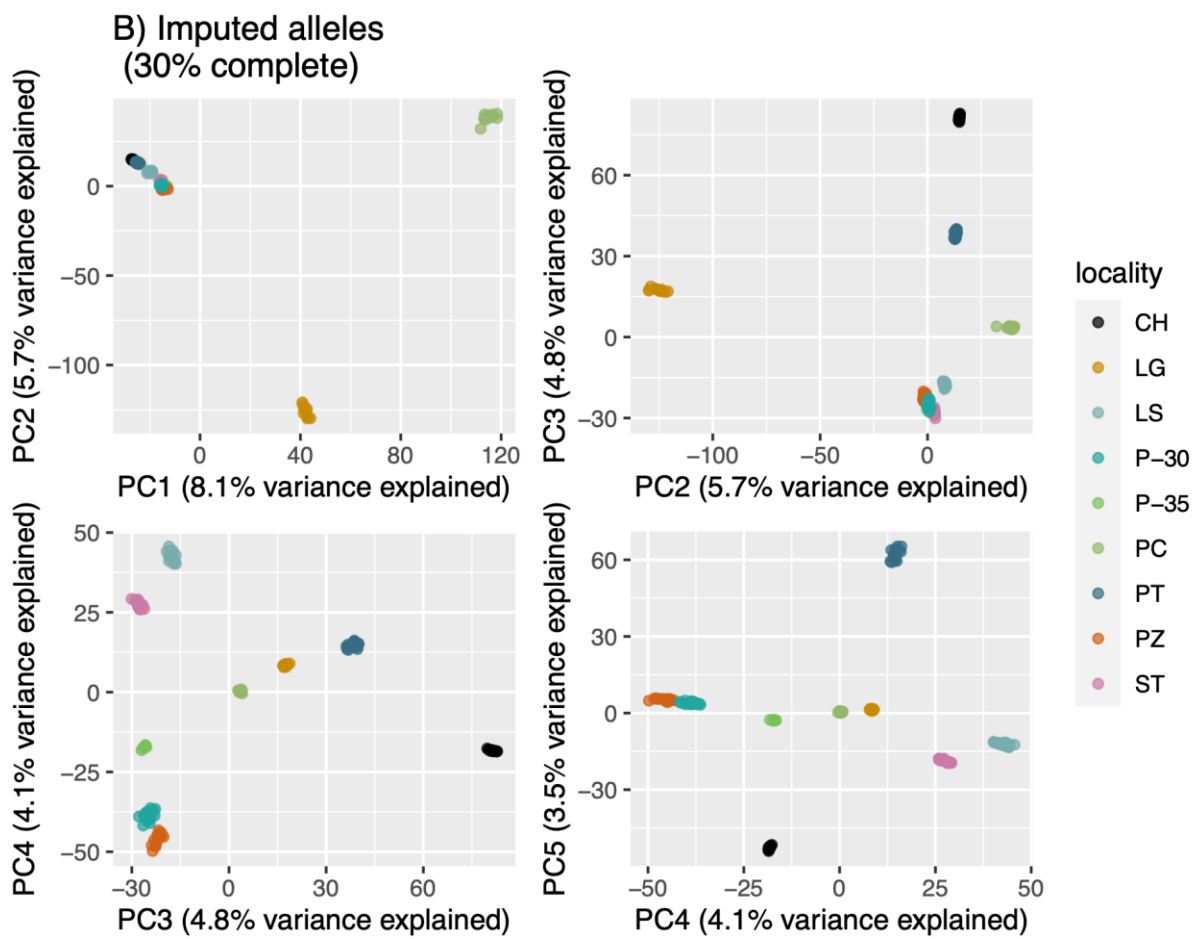 B) Imputed alleles
(30% complete)
PC2 (5.7% variance explained)
0
−50
−100
0
40
80
120
PC1 (8.1% variance explained)
PC3 (4.8% variance explained)
60
30
0
−30
−100
−50
0
PC2 (5.7% variance explained)
PC4 (4.1% variance explained)
50
25
0
−25
−50
−30
0
30
60
PC3 (4.8% variance explained)
PC5 (3.5% variance explained)
60
30
0
−30
−50
−25
0
25
50
PC4 (4.1% variance explained)
locality
CH
LG
LS
P−30
P−35
PC
PT
PZ
ST